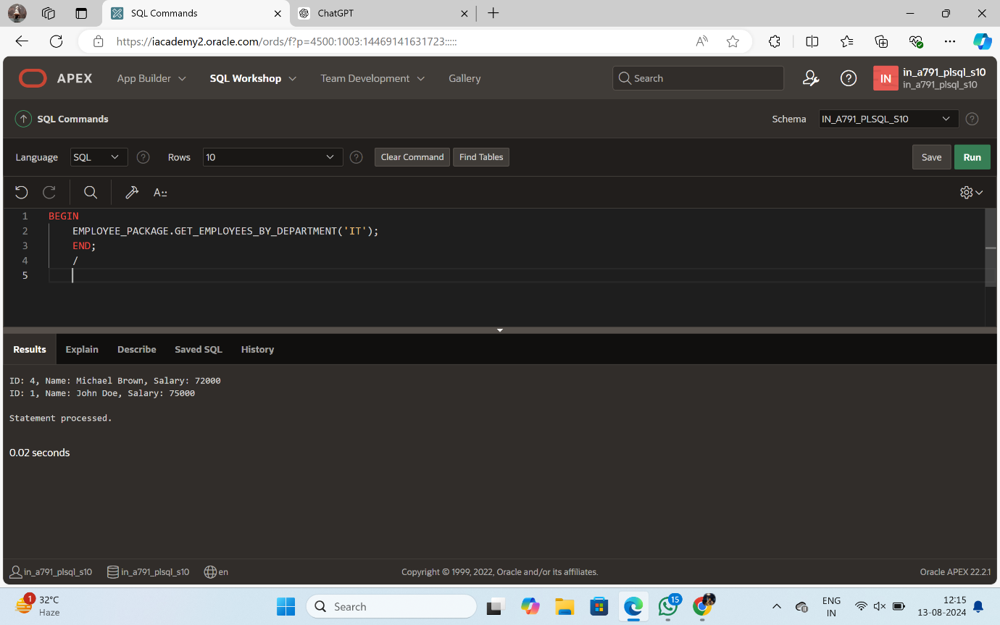 SQL Commands
ChatGPT
https://iacademy2.oracle.com/ords/f?p=4500:1003:14469141631723:::::
APEX App Builder SQL Workshop Team Development Gallery Search IN in_a791_plsql_s10
in_a791_plsql_s10
SQL Commands Schema IN_A791_PLSQL_S10 ?
Language SQL ? Rows 10 ? Clear Command Find Tables Save Run
A
1 BEGIN
2 EMPLOYEE_PACKAGE.GET_EMPLOYEES_BY_DEPARTMENT('IT');
3 END;
4 /
5
Results Explain Describe Saved SQL History
ID: 4, Name: Michael Brown, Salary: 72000
ID: 1, Name: John Doe, Salary: 75000
Statement processed.
0.02 seconds
in_a791_plsql_s10 in_a791_plsql_s10 en Copyright © 1999, 2022, Oracle and/or its affiliates. Oracle APEX 22.2.1
1 32°C
Haze
Search
15
ENG
IN
12:15
13-08-2024